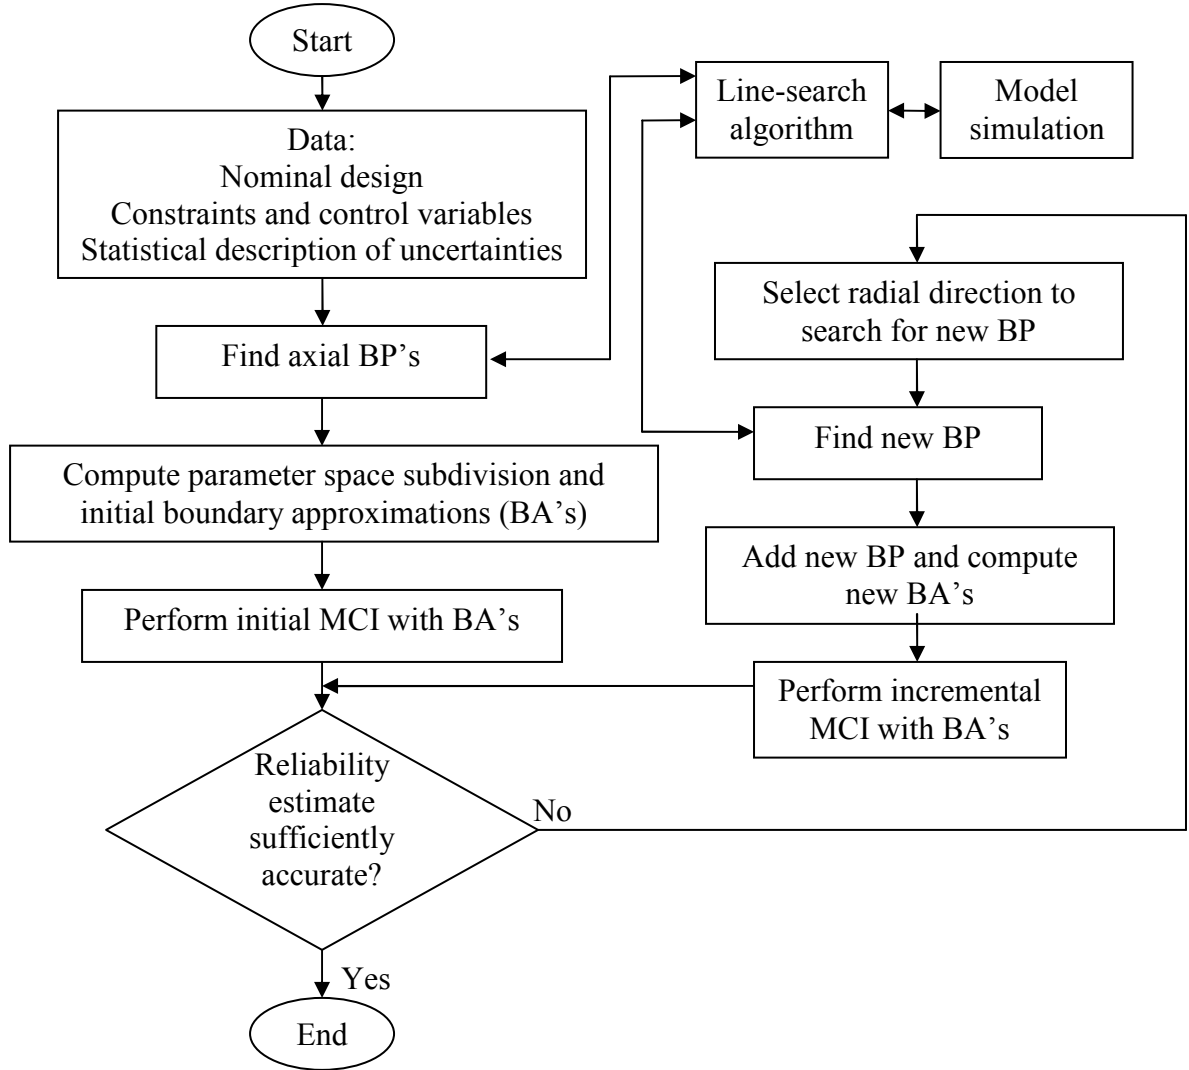 Start
Data:
Nominal design
Constraints and control variables
Statistical description of uncertainties
Find axial BP’s
Compute parameter space subdivision and
initial boundary approximations (BA’s)
Perform initial MCI with BA’s
Reliability
estimate
sufficiently
accurate?
No
Yes
End
Line-search
algorithm
Model
simulation
Select radial direction to
search for new BP
Find new BP
Add new BP and compute
new BA’s
Perform incremental
MCI with BA’s